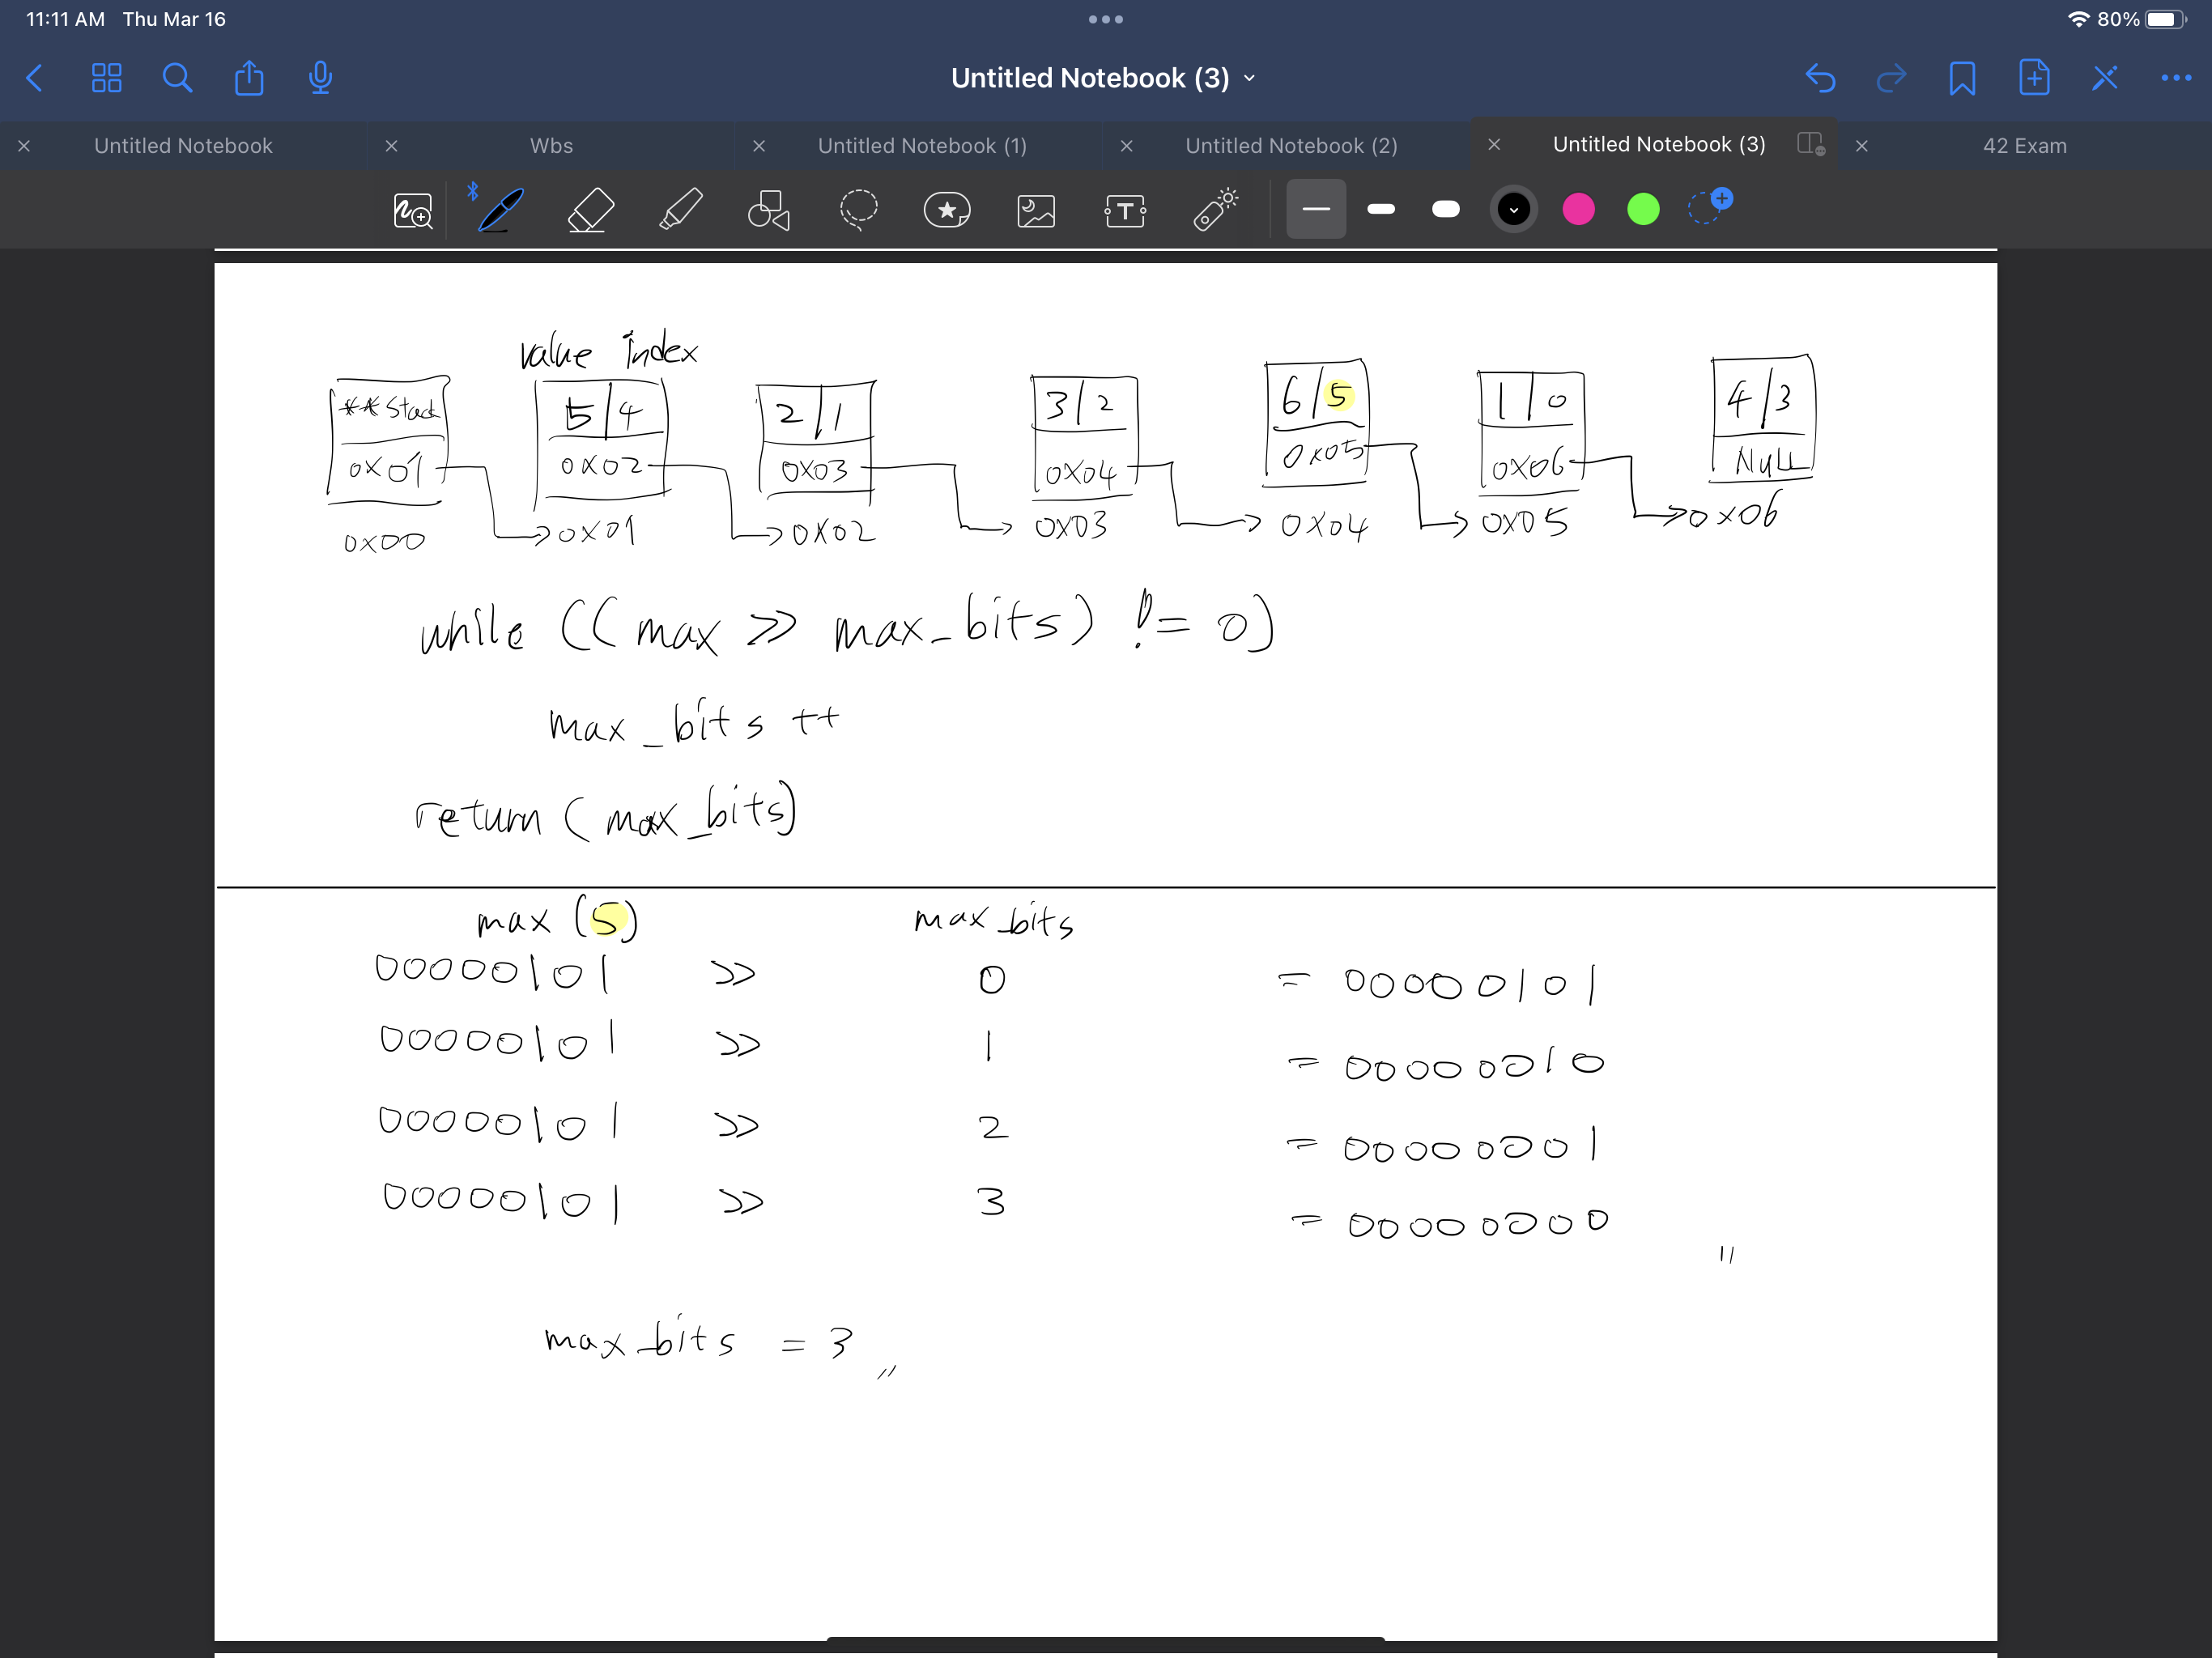 11:11 AM Thu Mar 16 80%
Untitled Notebook (3)
Untitled Notebook Wbs Untitled Notebook (1) Untitled Notebook (2) Untitled Notebook (3) 42 Exam
value index
**Stack 5/4 2/1 3/2 6/5 1/0 4/3
0x01 0x02 0x03 0x04 0x05 0x06 Null
0x00 0x01 0x02 0x03 0x04 0x05 0x06
while ((max >> max_bits) != 0)
max_bits ++
return (max_bits)
max (5) max_bits
00000101 >> 0 = 00000101
00000101 >> 1 = 00000010
00000101 >> 2 = 00000001
00000101 >> 3 = 00000000 "
max_bits = 3 "